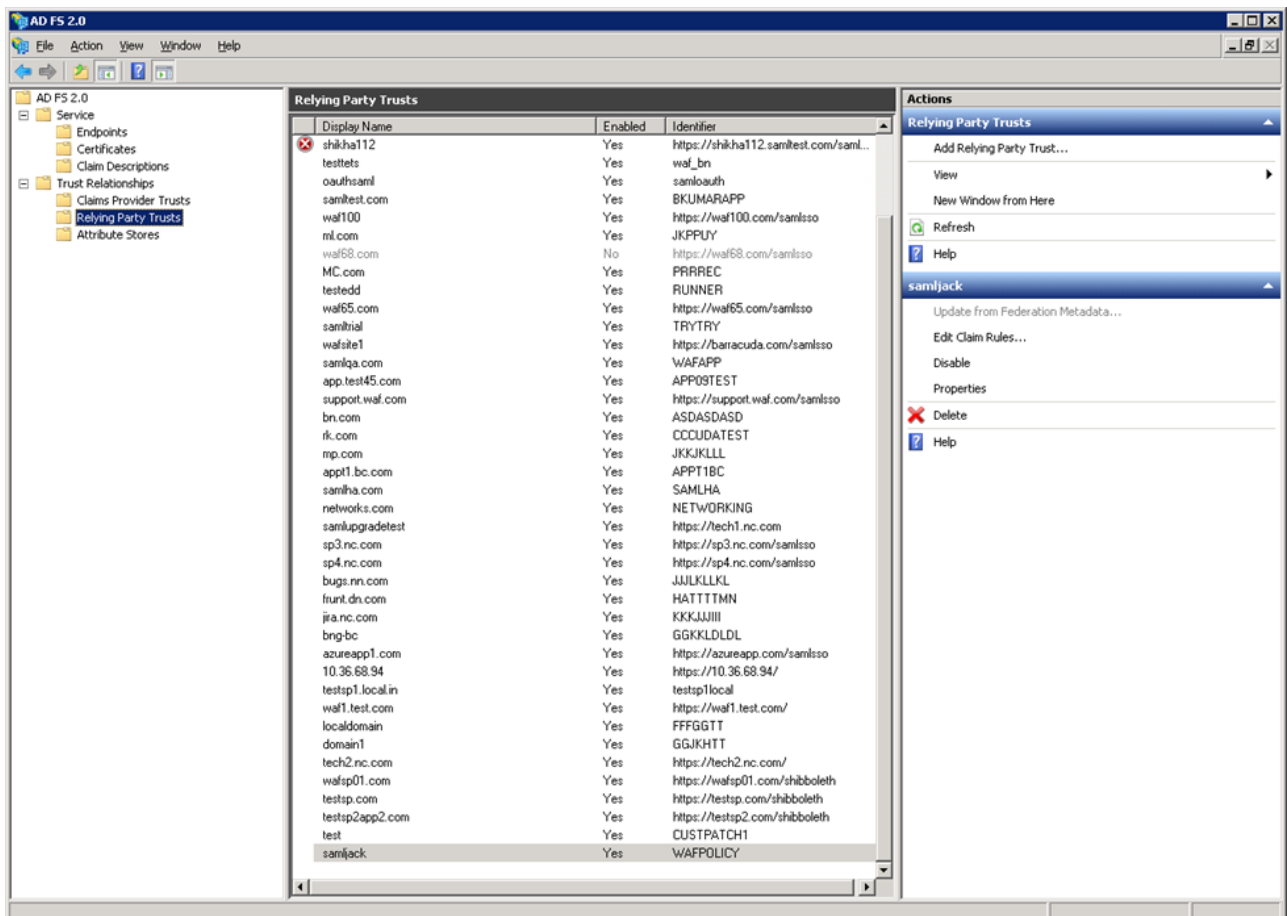 AD FS 2.0
File Action View Window Help
AD FS 2.0
Service
Endpoints
Certificates
Claim Descriptions
Trust Relationships
Claims Provider Trusts
Relying Party Trusts
Attribute Stores
Relying Party Trusts
Display Name Enabled Identifier
shikha112 Yes https://shikha112.samltest.com/saml...
testtets Yes waf_bn
oauthsaml Yes samloauth
samltest.com Yes BKUMARAPP
waf100 Yes https://waf100.com/samlsso
ml.com Yes JKPPUY
waf68.com No https://waf68.com/samlsso
MC.com Yes PRRREC
testedd Yes RUNNER
waf65.com Yes https://waf65.com/samlsso
samltrial Yes TRYTRY
wafsite1 Yes https://barracuda.com/samlsso
samlqa.com Yes WAFAPP
app.test45.com Yes APP09TEST
support.waf.com Yes https://support.waf.com/samlsso
bn.com Yes ASDASDASD
rk.com Yes CCCUDATEST
mp.com Yes JKKJKLLL
appt1.bc.com Yes APPT1BC
samlha.com Yes SAMLHA
networks.com Yes NETWORKING
samlupgradetest Yes https://tech1.nc.com
sp3.nc.com Yes https://sp3.nc.com/samlsso
sp4.nc.com Yes https://sp4.nc.com/samlsso
bugs.nn.com Yes JJJLKLLKL
frunt.dn.com Yes HATTTTMN
jira.nc.com Yes KKKJJJIII
bng-bc Yes GGKKLDLDL
azureapp1.com Yes https://azureapp.com/samlsso
10.36.68.94 Yes https://10.36.68.94/
testsp1.local.in Yes testsp1local
waf1.test.com Yes https://waf1.test.com/
localdomain Yes FFFGGTT
domain1 Yes GGJKHTT
tech2.nc.com Yes https://tech2.nc.com/
wafsp01.com Yes https://wafsp01.com/shibboleth
testsp.com Yes https://testsp.com/shibboleth
testsp2app2.com Yes https://testsp2.com/shibboleth
test Yes CUSTPATCH1
samljack Yes WAFPOLICY
Actions
Relying Party Trusts
Add Relying Party Trust...
View
New Window from Here
Refresh
Help
samljack
Update from Federation Metadata...
Edit Claim Rules...
Disable
Properties
Delete
Help